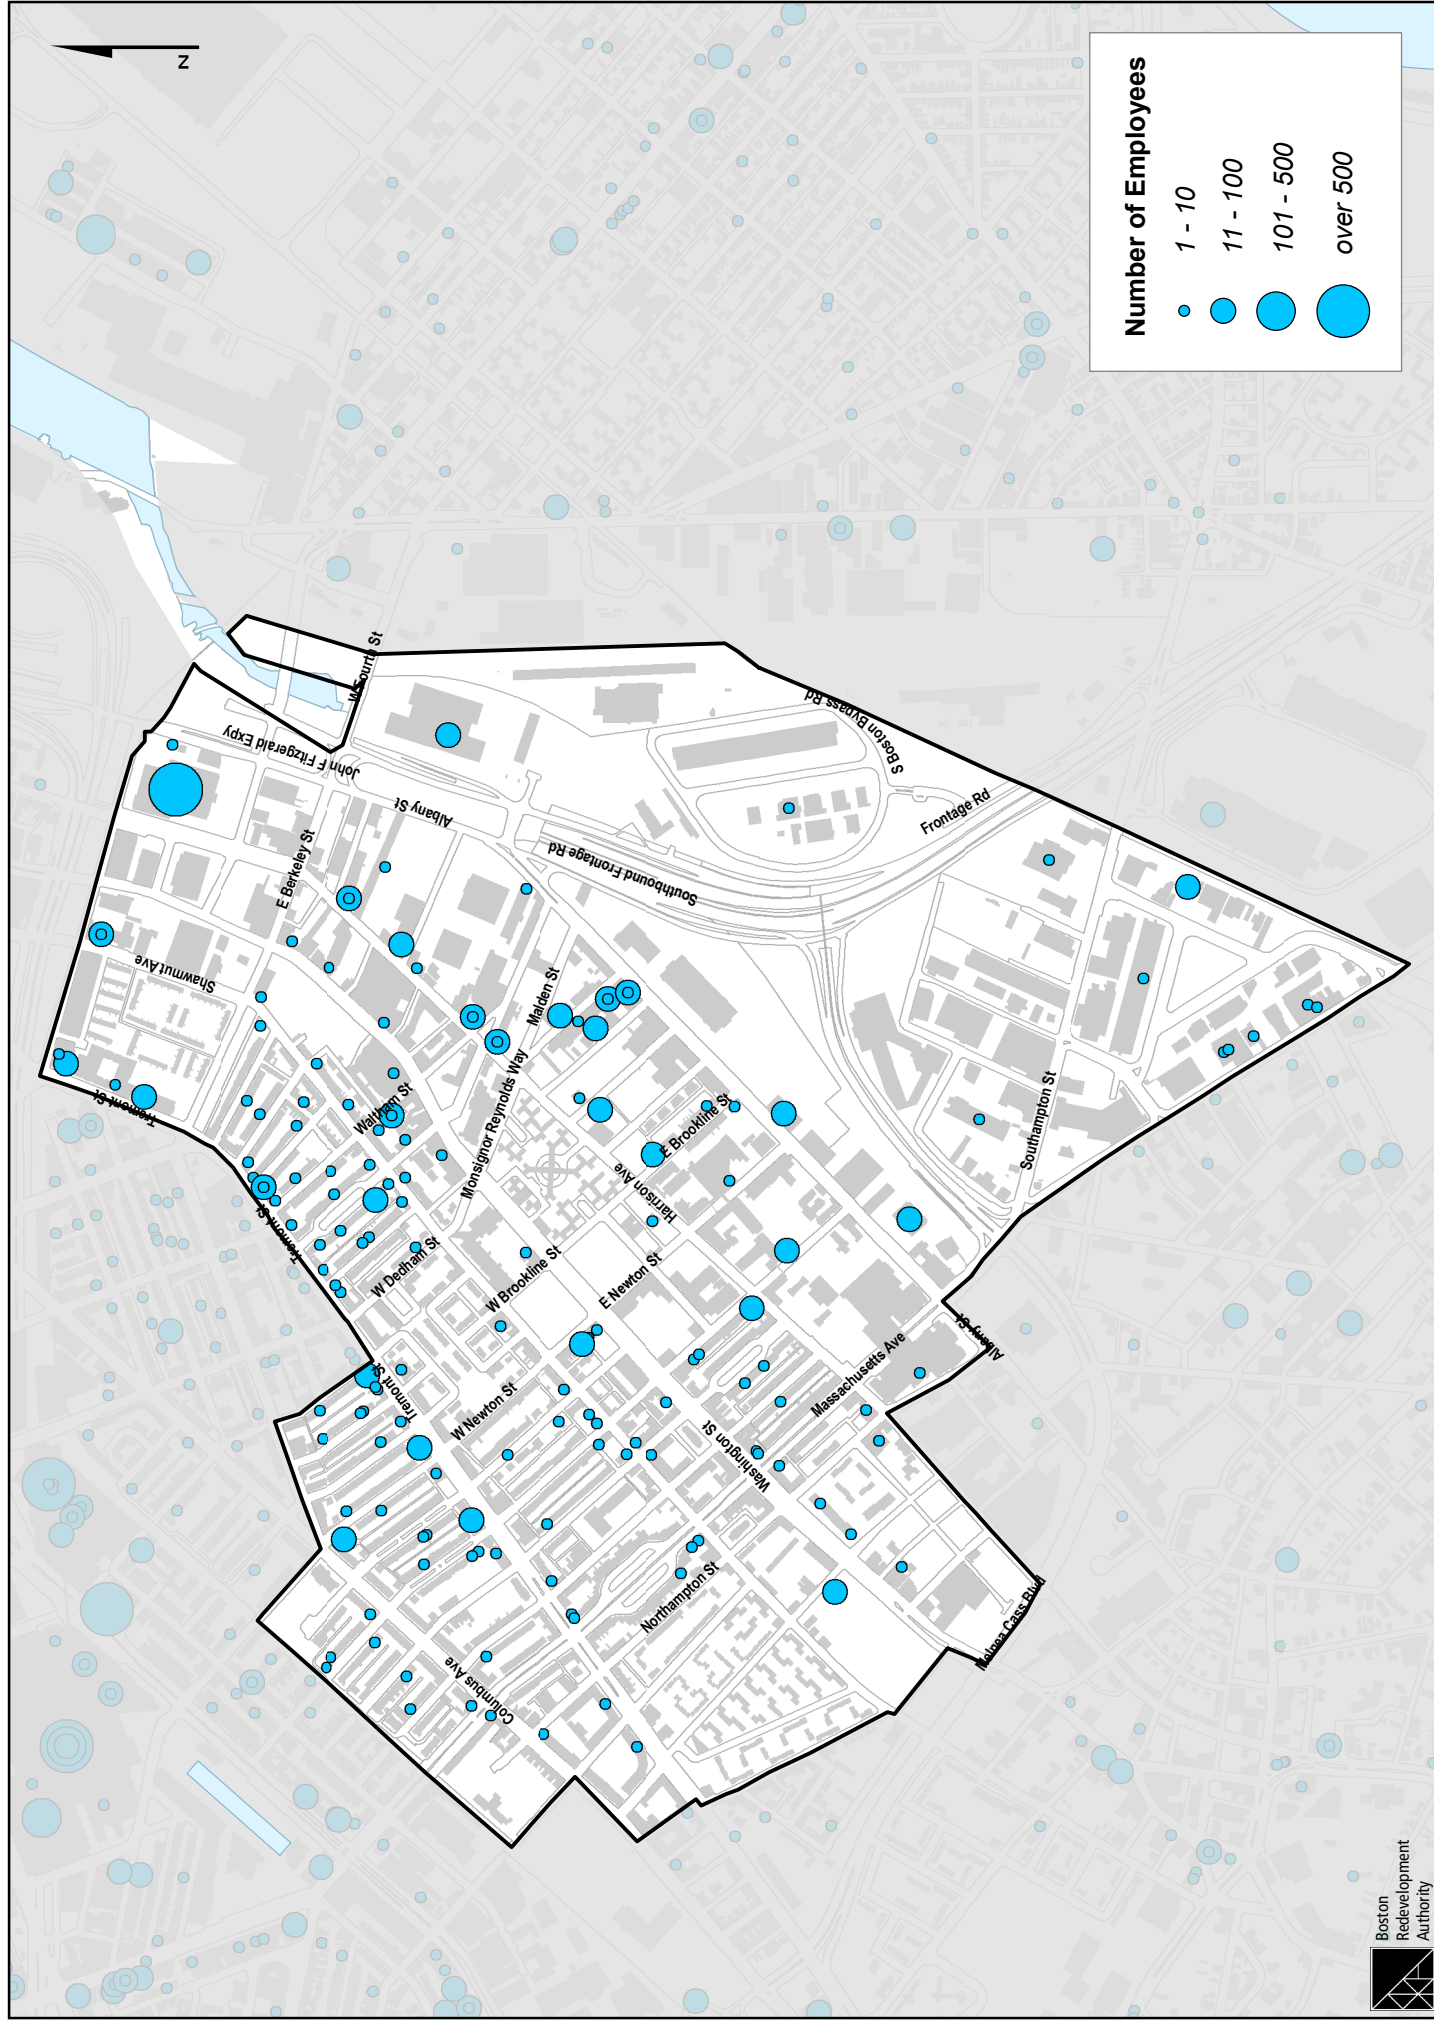 N
Number of Employees
1 - 10
11 - 100
101 - 500
over 500
W Fourth St
John F Fitzgerald Expy
Albany St
E Berkeley St
Shawmut Ave
Tremont St
S Boston Bypass Rd
Frontage Rd
Southbound Frontage Rd
Malden St
Monsignor Reynolds Way
Waltham St
E Brookline St
Harrison Ave
Southampton St
Tremont St
W Dedham St
W Brookline St
E Newton St
Albany St
Massachusetts Ave
Tremont St
W Newton St
Washington St
Northampton St
Columbus Ave
Melnea Cass Blvd
Boston
Redevelopment
Authority